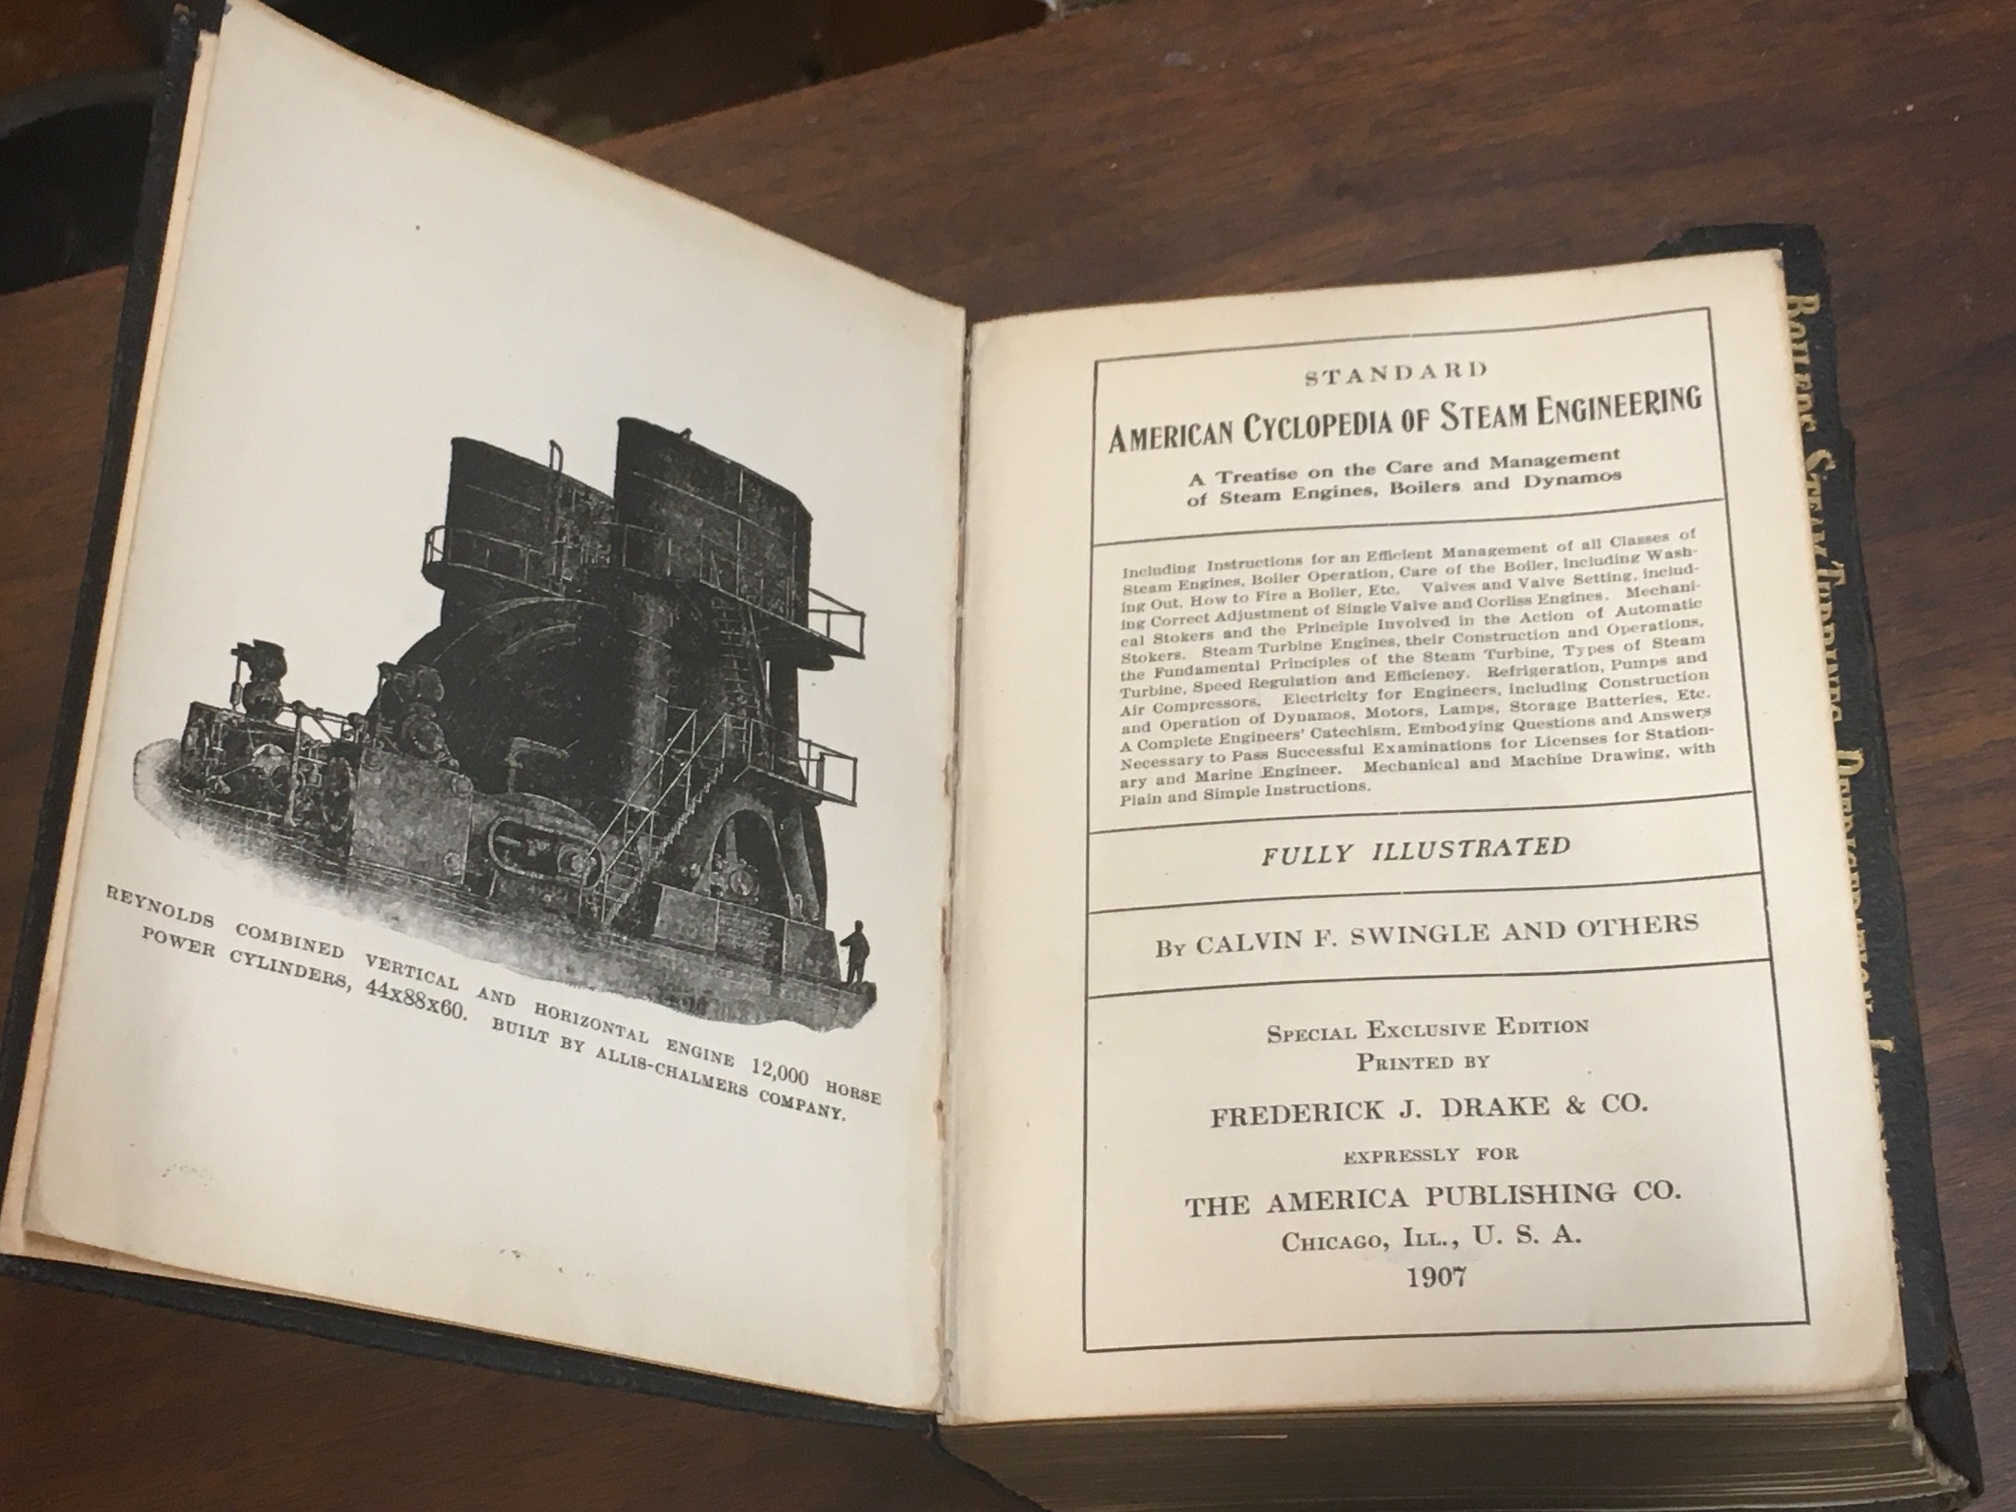 REYNOLDS COMBINED VERTICAL AND HORIZONTAL ENGINE 12,000 HORSE
POWER CYLINDERS, 44x88x60. BUILT BY ALLIS-CHALMERS COMPANY.
STANDARD
AMERICAN CYCLOPEDIA OF STEAM ENGINEERING
A Treatise on the Care and Management
of Steam Engines, Boilers and Dynamos
Including Instructions for an Efficient Management of all Classes of
Steam Engines, Boiler Operation, Care of the Boiler, including Wash-
ing Out, How to Fire a Boiler, Etc. Valves and Valve Setting, includ-
ing Correct Adjustment of Single Valve and Corliss Engines. Mechani-
cal Stokers and the Principle Involved in the Action of Automatic
Stokers. Steam Turbine Engines, their Construction and Operations,
the Fundamental Principles of the Steam Turbine, Types of Steam
Turbine, Speed Regulation and Efficiency. Refrigeration, Pumps and
Air Compressors. Electricity for Engineers, including Construction
and Operation of Dynamos, Motors, Lamps, Storage Batteries, Etc.
A Complete Engineers' Catechism, Embodying Questions and Answers
Necessary to Pass Successful Examinations for Licenses for Station-
ary and Marine Engineer. Mechanical and Machine Drawing, with
Plain and Simple Instructions.
FULLY ILLUSTRATED
BY CALVIN F. SWINGLE AND OTHERS
SPECIAL EXCLUSIVE EDITION
PRINTED BY
FREDERICK J. DRAKE & CO.
EXPRESSLY FOR
THE AMERICA PUBLISHING CO.
CHICAGO, ILL., U. S. A.
1907
BOILERS STEAM TURBINES REFRIGERATION